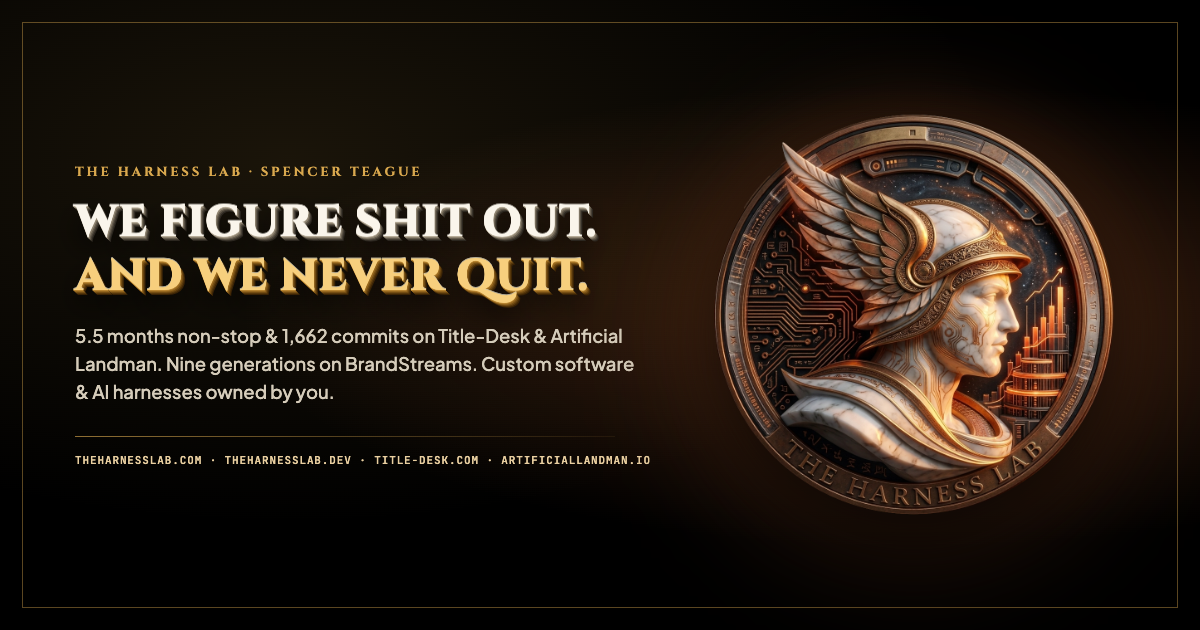 THE HARNESS LAB · SPENCER TEAGUE
WE FIGURE SHIT OUT.
AND WE NEVER QUIT.
5.5 months non-stop & 1,662 commits on Title-Desk & Artificial
Landman. Nine generations on BrandStreams. Custom software
& AI harnesses owned by you.
THEHARNESSLAB.COM · THEHARNESSLAB.DEV · TITLE-DESK.COM · ARTIFICIALLANDMAN.IO
THE HARNESS LAB